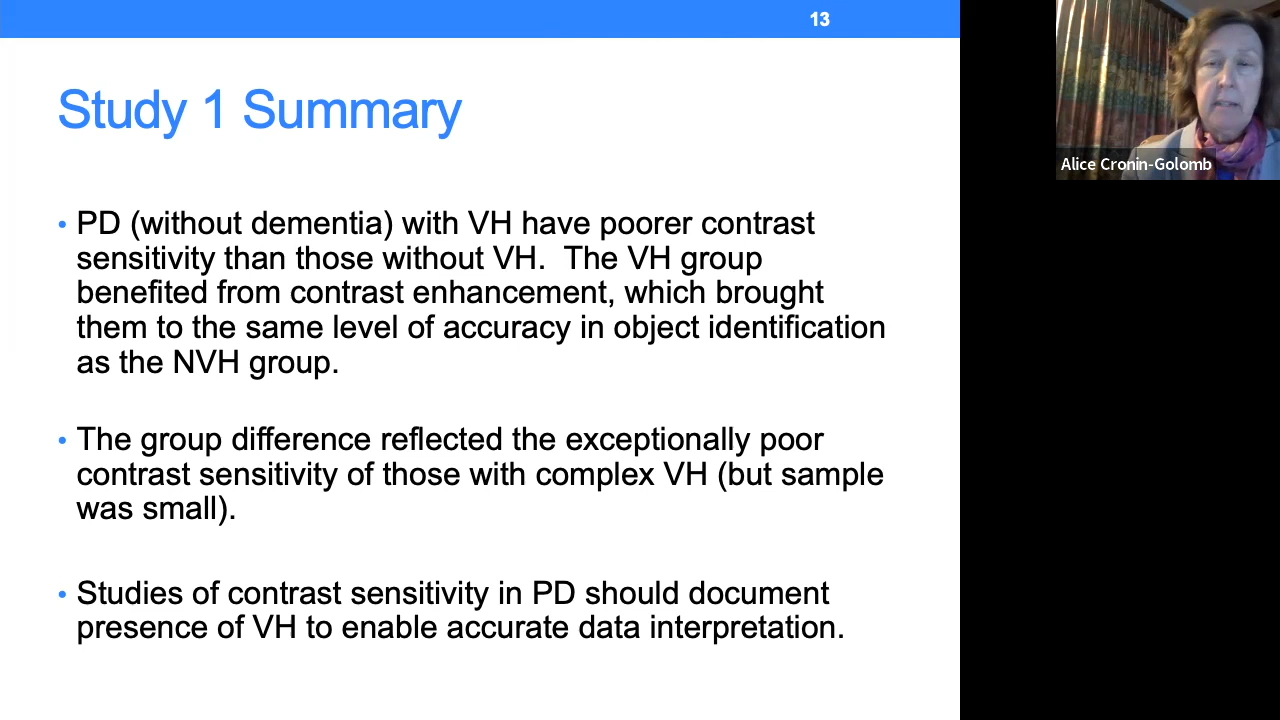 13
Study 1 Summary
• PD (without dementia) with VH have poorer contrast
sensitivity than those without VH.  The VH group
benefited from contrast enhancement, which brought
them to the same level of accuracy in object identification
as the NVH group.
• The group difference reflected the exceptionally poor
contrast sensitivity of those with complex VH (but sample
was small).
• Studies of contrast sensitivity in PD should document
presence of VH to enable accurate data interpretation.
Alice Cronin-Golomb